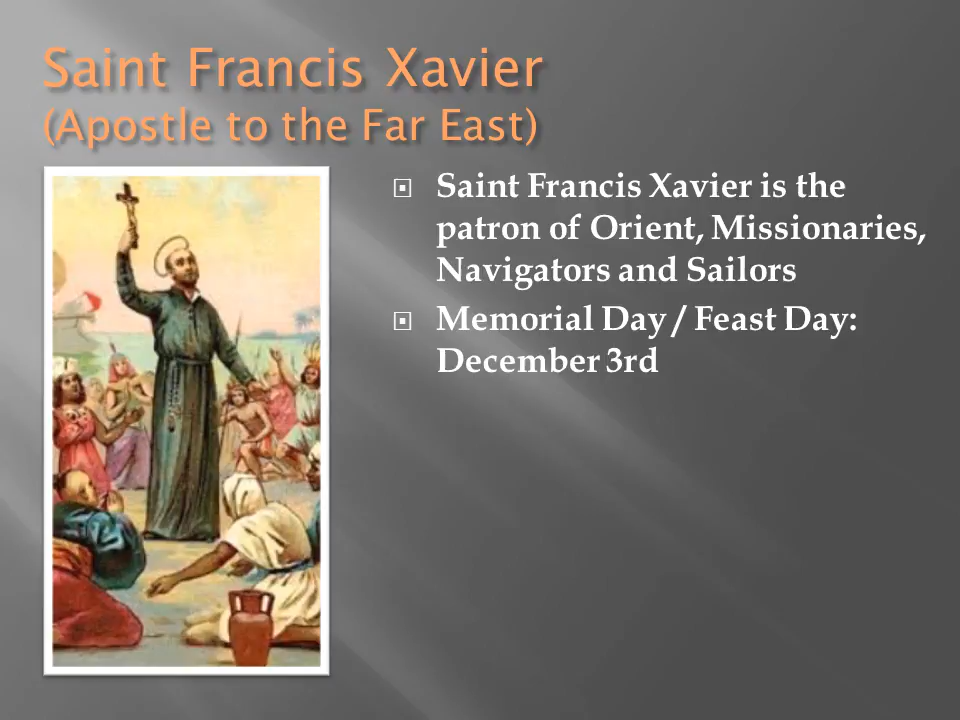 Saint Francis Xavier
(Apostle to the Far East)
Saint Francis Xavier is the
patron of Orient, Missionaries,
Navigators and Sailors
Memorial Day / Feast Day:
December 3rd